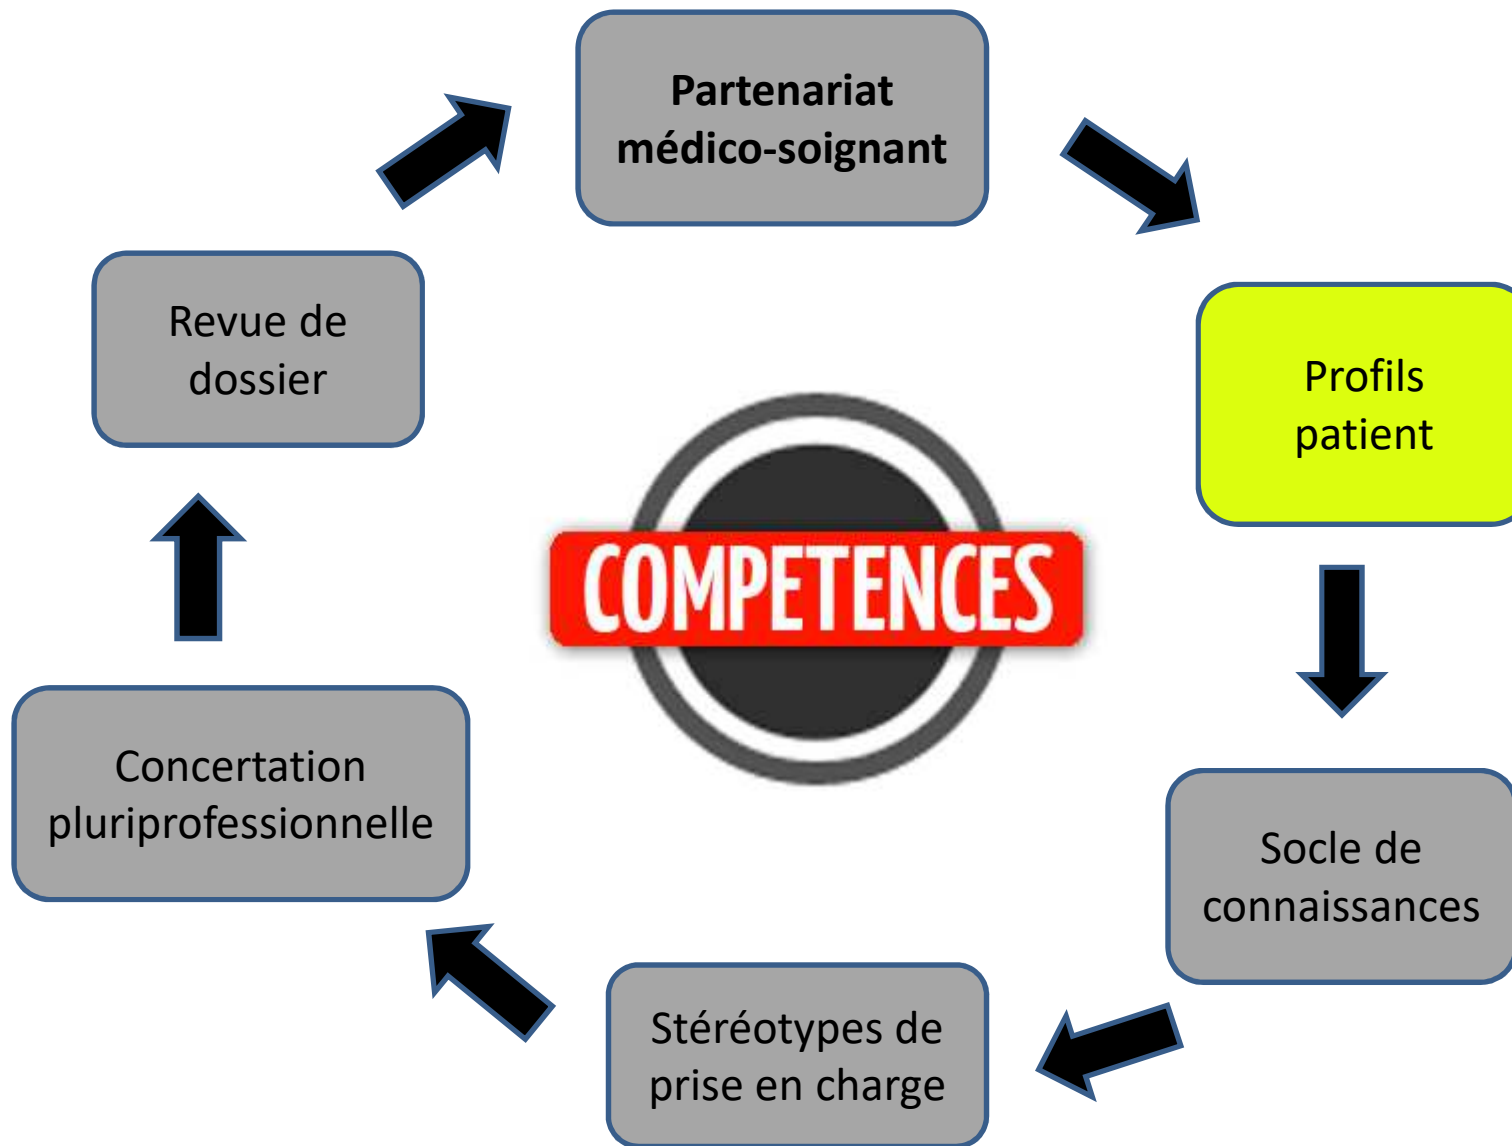 Partenariat
médico-soignant
Revue de
dossier
Profils
patient
COMPETENCES
Concertation
pluriprofessionnelle
Socle de
connaissances
Stéréotypes de
prise en charge